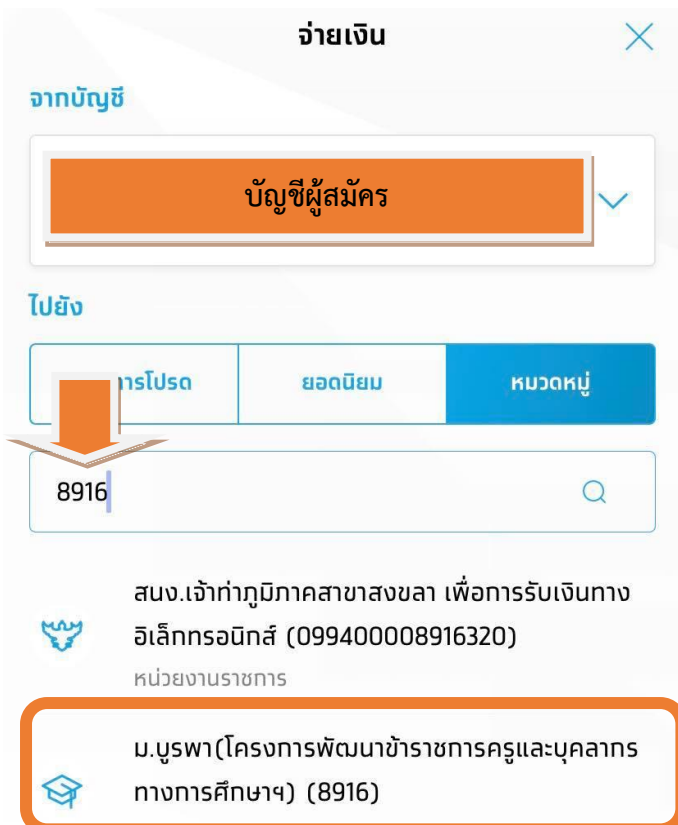 จ่ายเงิน
จากบัญชี
บัญชีผู้สมัคร
ไปยัง
ยอดนิยม
หมวดหมู่
8916
สนง.เจ้าท่าภูมิภาคสาขาสงขลา เพื่อการรับเงินทาง
อิเล็กทรอนิกส์ (099400008916320)
หน่วยงานราชการ
ม.บูรพา(โครงการพัฒนาข้าราชการครูและบุคลากร
ทางการศึกษาฯ) (8916)